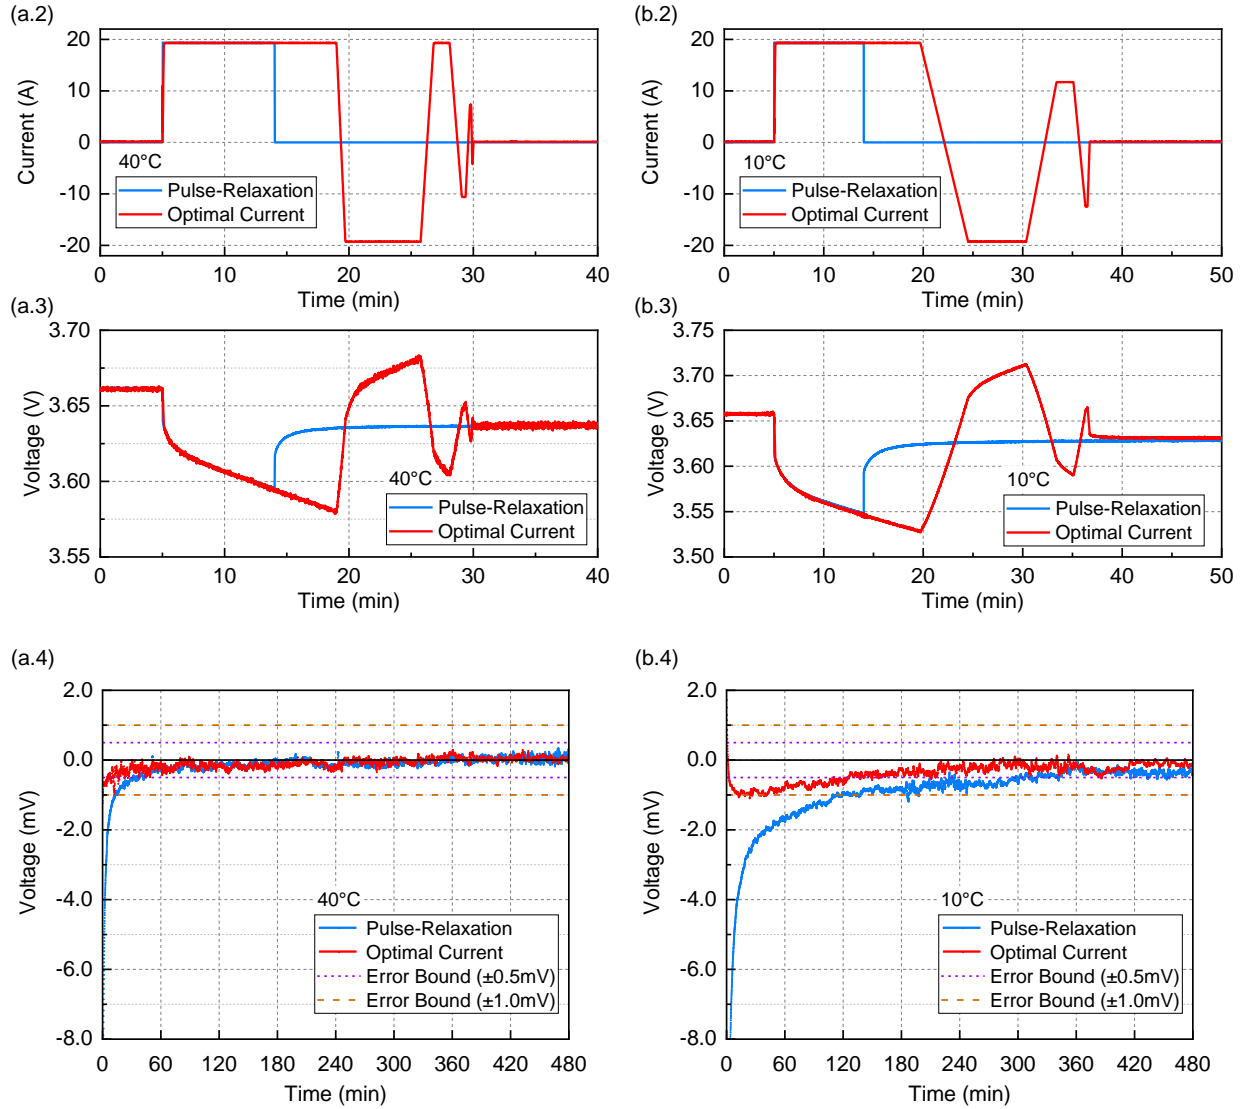 (a.2)
20
10
0
-10
-20
Current (A)
40°C
Pulse-Relaxation
Optimal Current
0 10 20 30 40
Time (min)
(b.2)
20
10
0
-10
-20
Current (A)
10°C
Pulse-Relaxation
Optimal Current
0 10 20 30 40 50
Time (min)
(a.3)
3.70
3.65
3.60
3.55
Voltage (V)
40°C
Pulse-Relaxation
Optimal Current
0 10 20 30 40
Time (min)
(b.3)
3.75
3.70
3.65
3.60
3.55
3.50
Voltage (V)
10°C
Pulse-Relaxation
Optimal Current
0 10 20 30 40 50
Time (min)
(a.4)
2.0
0.0
-2.0
-4.0
-6.0
-8.0
Voltage (mV)
40°C
Pulse-Relaxation
Optimal Current
Error Bound (±0.5mV)
Error Bound (±1.0mV)
0 60 120 180 240 300 360 420 480
Time (min)
(b.4)
2.0
0.0
-2.0
-4.0
-6.0
-8.0
Voltage (mV)
10°C
Pulse-Relaxation
Optimal Current
Error Bound (±0.5mV)
Error Bound (±1.0mV)
0 60 120 180 240 300 360 420 480
Time (min)